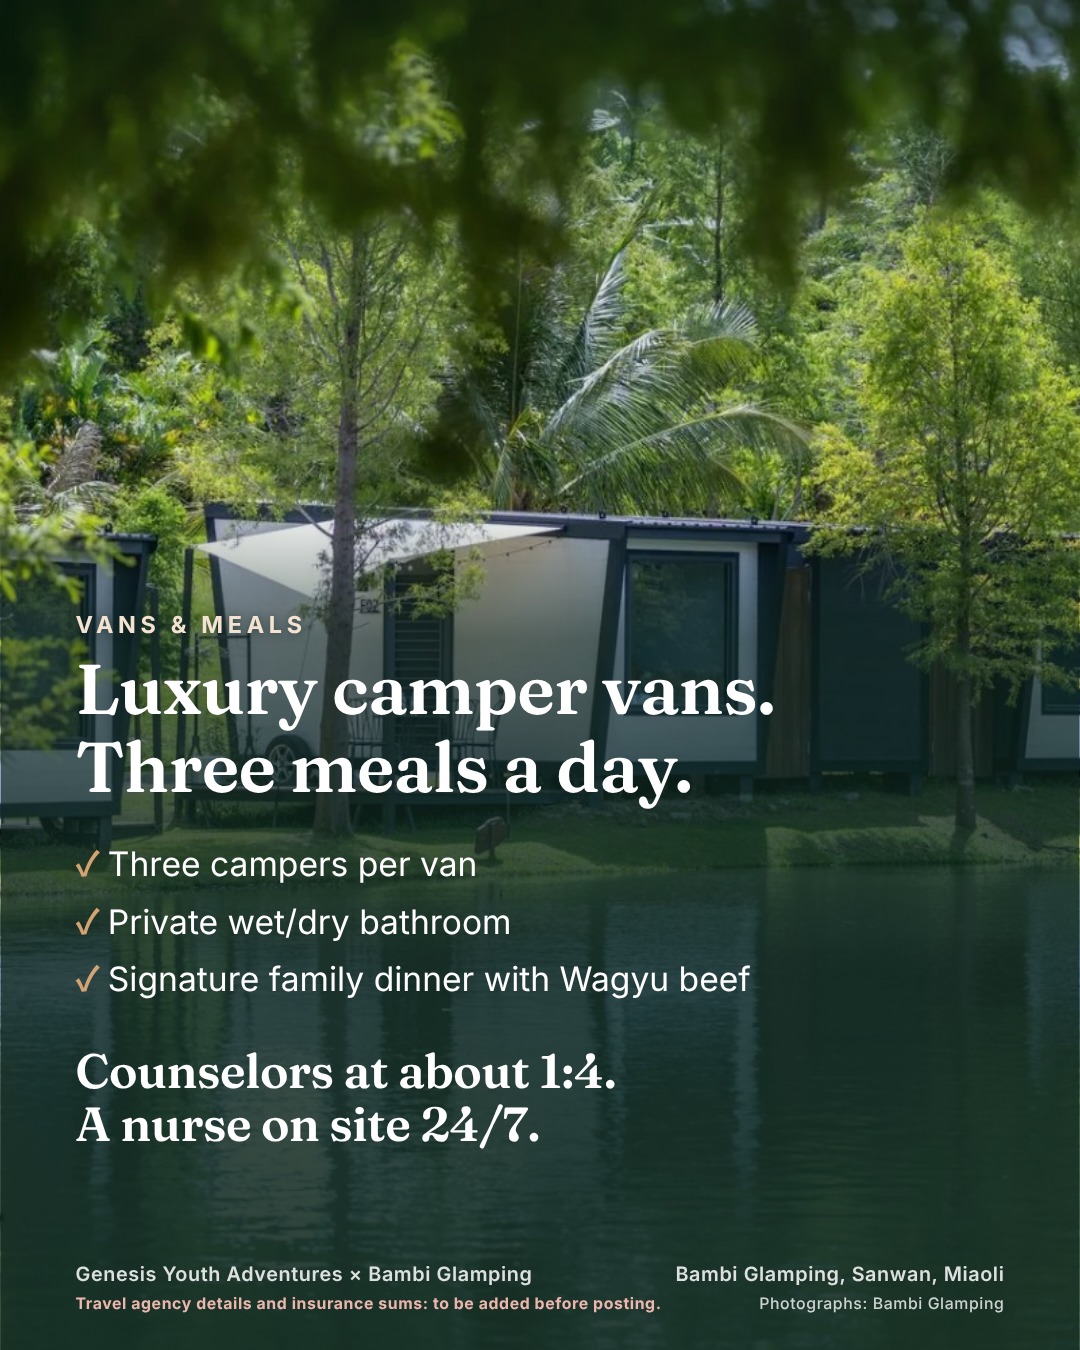 F02
VANS & MEALS
Luxury camper vans.
Three meals a day.
✓ Three campers per van
✓ Private wet/dry bathroom
✓ Signature family dinner with Wagyu beef
Counselors at about 1:4.
A nurse on site 24/7.
Genesis Youth Adventures × Bambi Glamping
Travel agency details and insurance sums: to be added before posting.
Bambi Glamping, Sanwan, Miaoli
Photographs: Bambi Glamping